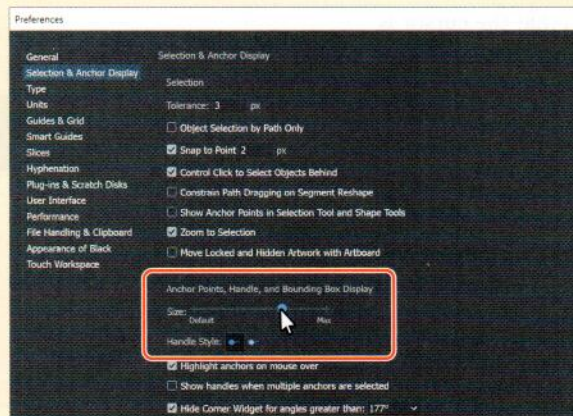 Preferences
General
Selection & Anchor Display
Type
Units
Guides & Grid
Smart Guides
Slices
Hyphenation
Plug-ins & Scratch Disks
User Interface
Performance
File Handling & Clipboard
Appearance of Black
Touch Workspace
Selection & Anchor Display
Selection
Tolerance: 3 px
Object Selection by Path Only
Snap to Point 2 px
Control Click to Select Objects Behind
Constrain Path Dragging on Segment Reshape
Show Anchor Points in Selection Tool and Shape Tools
Zoom to Selection
Move Locked and Hidden Artwork with Artboard
Anchor Points, Handle, and Bounding Box Display
Size:
Default Max
Handle Style:
Highlight anchors on mouse over
Show handles when multiple anchors are selected
Hide Corner Widget for angles greater than: 177°